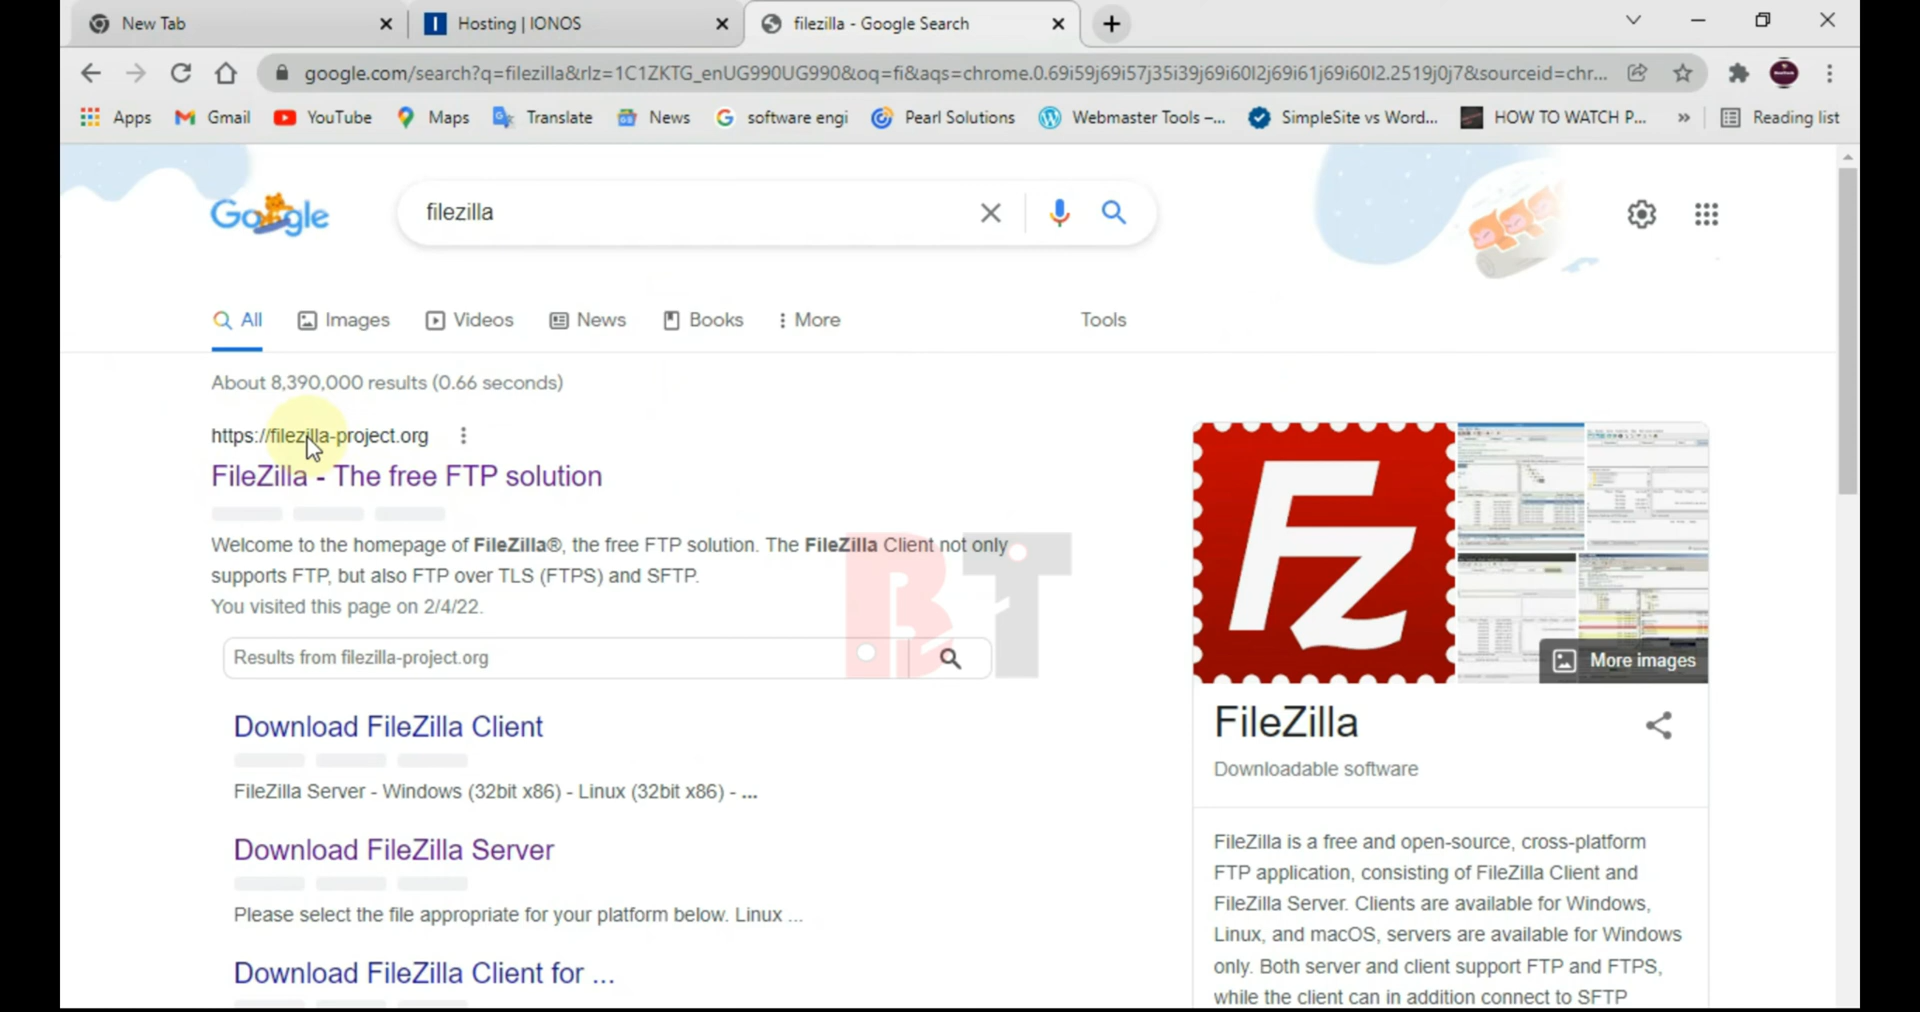 New Tab
Hosting | IONOS
filezilla - Google Search
google.com/search?q=filezilla&rlz=1C1ZKTG_enUG990UG990&oq=fi&aqs=chrome.0.69i59j69i57j35i39j69i60l2j69i61j69i60l2.2519j0j7&sourceid=chr...
Apps
Gmail
YouTube
Maps
Translate
News
software engi
Pearl Solutions
Webmaster Tools –...
SimpleSite vs Word...
HOW TO WATCH P...
»
Reading list
Google
filezilla
All
Images
Videos
News
Books
More
Tools
About 8,390,000 results (0.66 seconds)
https://filezilla-project.org
FileZilla - The free FTP solution
Welcome to the homepage of FileZilla®, the free FTP solution. The FileZilla Client not only
supports FTP, but also FTP over TLS (FTPS) and SFTP.
You visited this page on 2/4/22.
Results from filezilla-project.org
Download FileZilla Client
FileZilla Server - Windows (32bit x86) - Linux (32bit x86) - ...
Download FileZilla Server
Please select the file appropriate for your platform below. Linux ...
Download FileZilla Client for ...
BT
Fz
More images
FileZilla
Downloadable software
FileZilla is a free and open-source, cross-platform
FTP application, consisting of FileZilla Client and
FileZilla Server. Clients are available for Windows,
Linux, and macOS, servers are available for Windows
only. Both server and client support FTP and FTPS,
while the client can in addition connect to SFTP